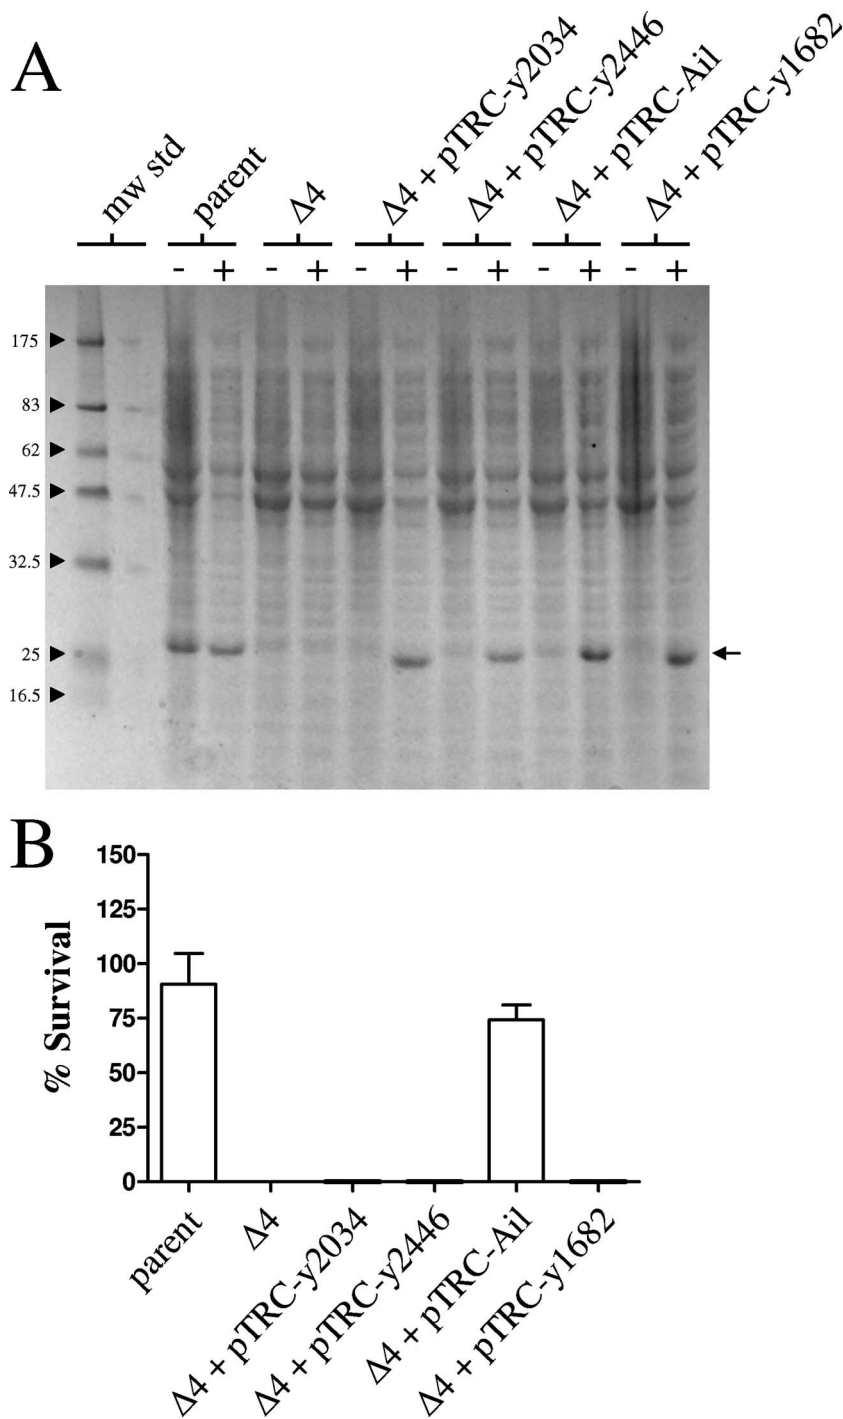 A
mw std
parent
Δ4
Δ4 + pTRC-y2034
Δ4 + pTRC-y2446
Δ4 + pTRC-Ail
Δ4 + pTRC-y1682
- + - + - + - + - + - +
175
83
62
47.5
32.5
25
16.5
B
% Survival
150
125
100
75
50
25
0
parent
Δ4
Δ4 + pTRC-y2034
Δ4 + pTRC-y2446
Δ4 + pTRC-Ail
Δ4 + pTRC-y1682